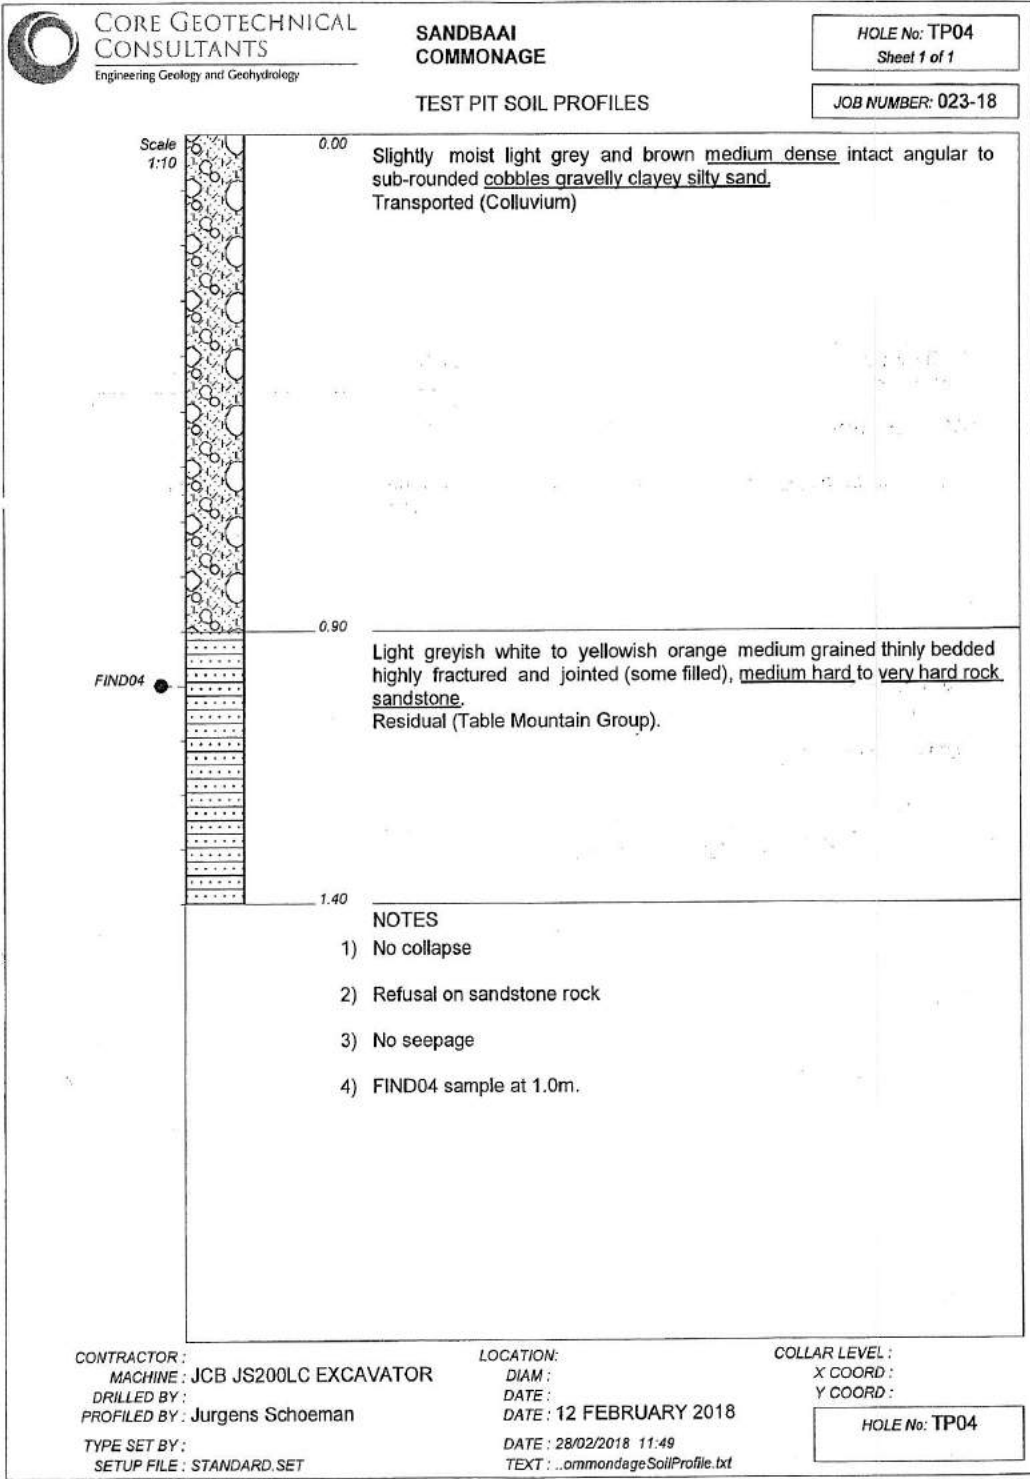 CORE GEOTECHNICAL
CONSULTANTS
Engineering Geology and Geohydrology
SANDBAAI
COMMONAGE
TEST PIT SOIL PROFILES
HOLE No: TP04
Sheet 1 of 1
JOB NUMBER: 023-18
Scale
1:10
0.00
Slightly moist light grey and brown medium dense intact angular to
sub-rounded cobbles gravelly clayey silty sand.
Transported (Colluvium)
0.90
Light greyish white to yellowish orange medium grained thinly bedded
highly fractured and jointed (some filled), medium hard to very hard rock
sandstone.
Residual (Table Mountain Group).
FIND04
1.40
NOTES
1) No collapse
2) Refusal on sandstone rock
3) No seepage
4) FIND04 sample at 1.0m.
CONTRACTOR :
MACHINE : JCB JS200LC EXCAVATOR
DRILLED BY :
PROFILED BY : Jurgens Schoeman
TYPE SET BY :
SETUP FILE : STANDARD.SET
LOCATION:
DIAM :
DATE :
DATE : 12 FEBRUARY 2018
DATE : 28/02/2018 11:49
TEXT : ..ommondageSoilProfile.txt
COLLAR LEVEL :
X COORD :
Y COORD :
HOLE No: TP04